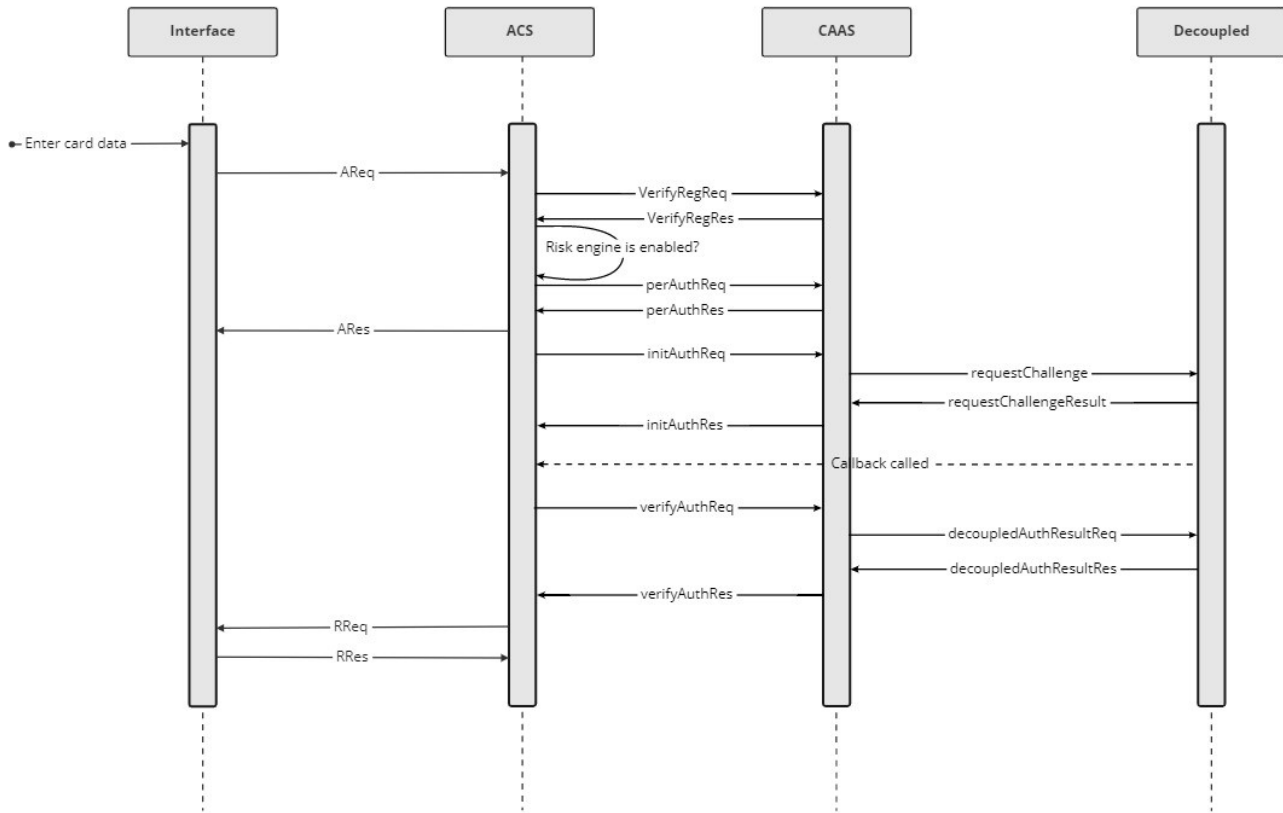 Interface
ACS
CAAS
Decoupled
Enter card data
AReq
VerifyRegReq
VerifyRegRes
Risk engine is enabled?
perAuthReq
perAuthRes
ARes
initAuthReq
requestChallenge
requestChallengeResult
initAuthRes
Callback called
verifyAuthReq
decoupledAuthResultReq
decoupledAuthResultRes
verifyAuthRes
RReq
RRes